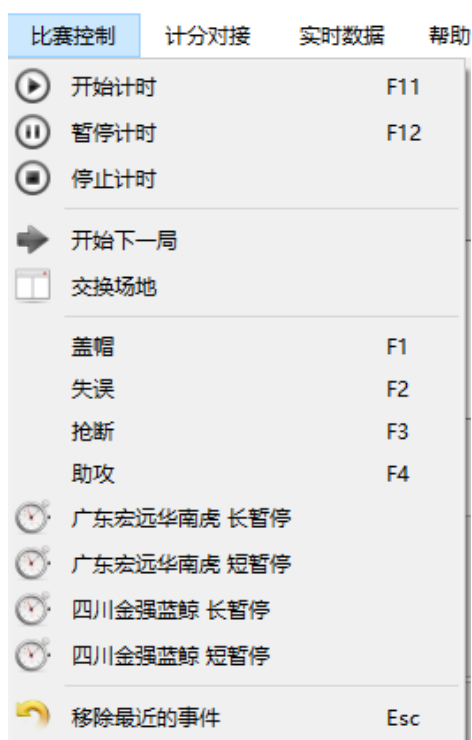 比赛控制 计分对接 实时数据 帮助
开始计时 F11
暂停计时 F12
停止计时
开始下一局
交换场地
盖帽 F1
失误 F2
抢断 F3
助攻 F4
广东宏远华南虎 长暂停
广东宏远华南虎 短暂停
四川金强蓝鲸 长暂停
四川金强蓝鲸 短暂停
移除最近的事件 Esc